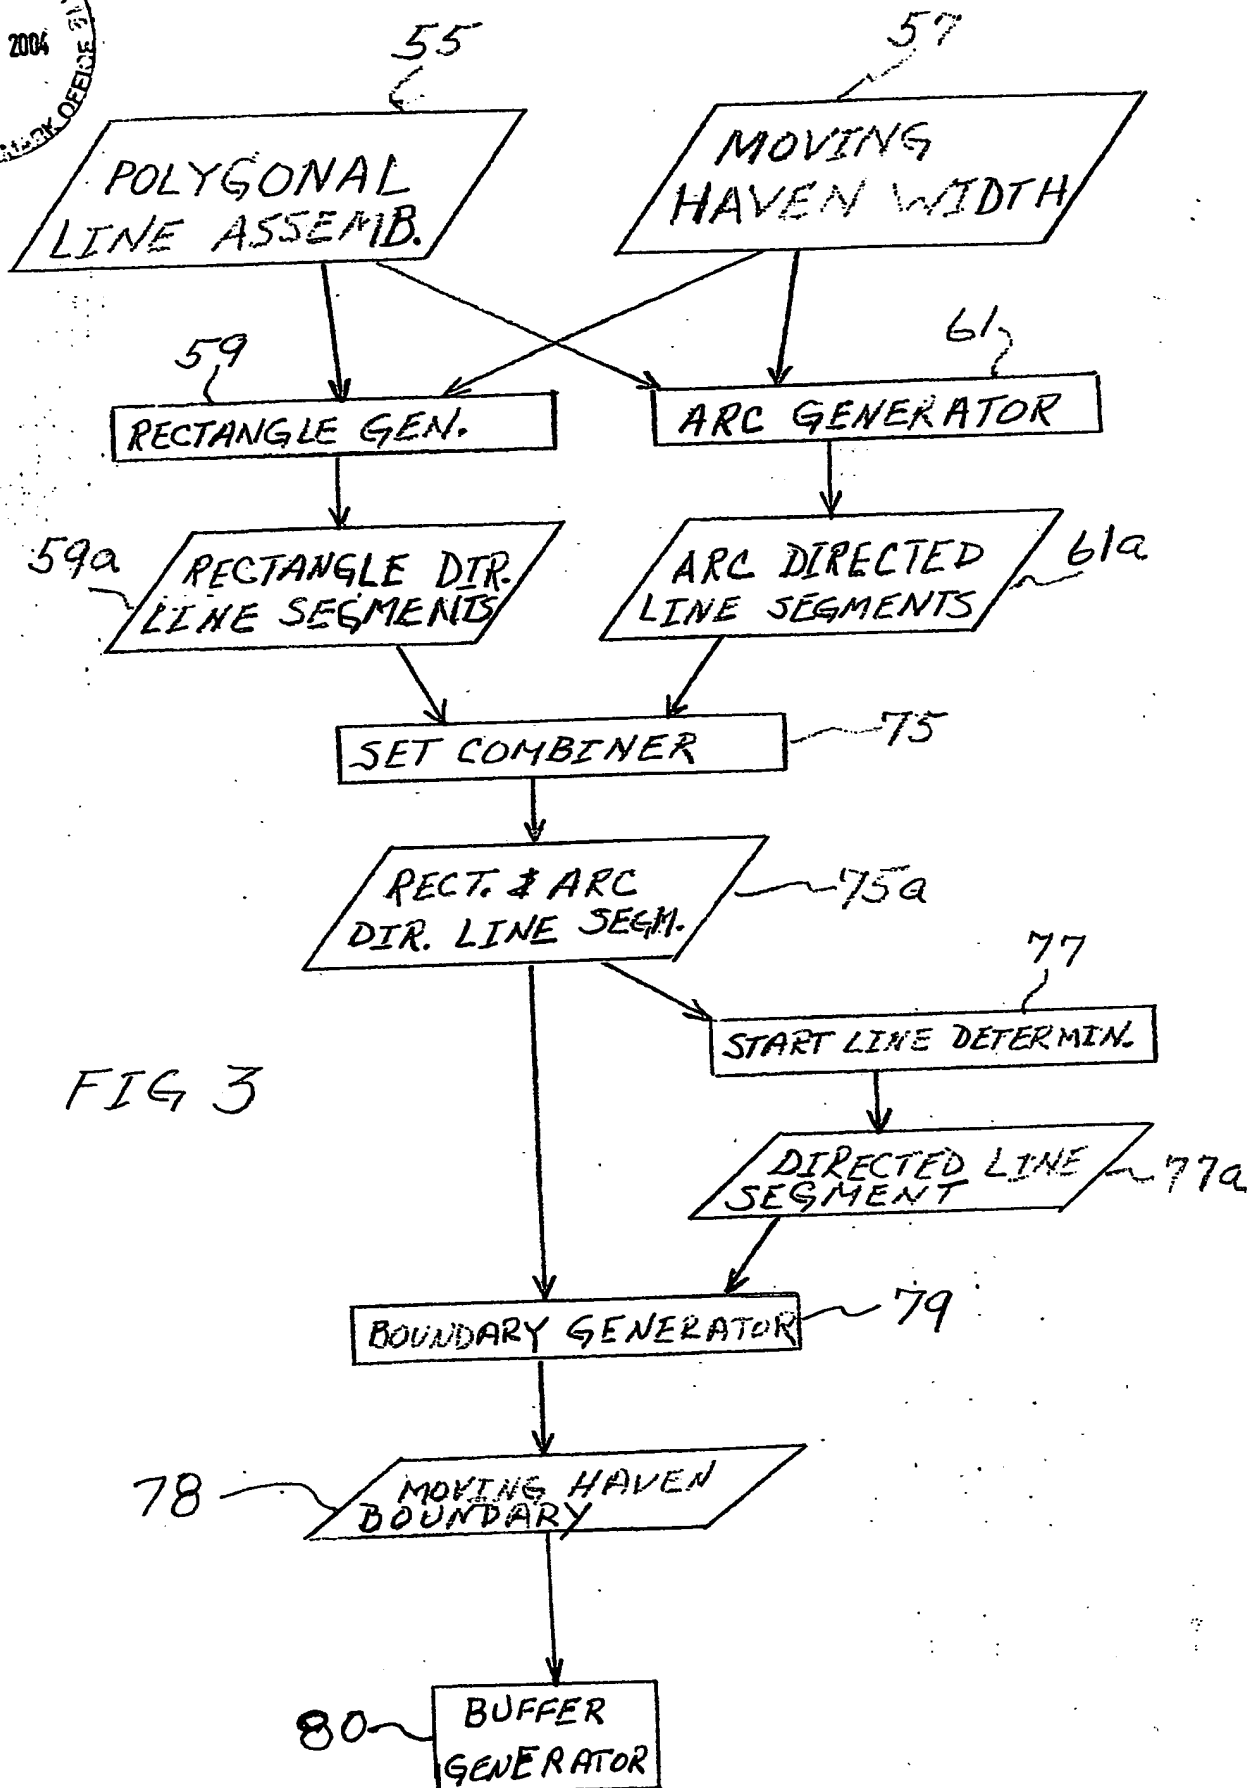 2004
55
57
POLYGONAL
LINE ASSEMB.
MOVING
HAVEN WIDTH
59
61
RECTANGLE GEN.
ARC GENERATOR
59a
RECTANGLE DIR.
LINE SEGMENTS
ARC DIRECTED
LINE SEGMENTS
61a
SET COMBINER
75
RECT. & ARC
DIR. LINE SEGM.
75a
77
START LINE DETERMIN.
FIG 3
DIRECTED LINE
SEGMENT
77a
BOUNDARY GENERATOR
79
78
MOVING HAVEN
BOUNDARY
80
BUFFER
GENERATOR